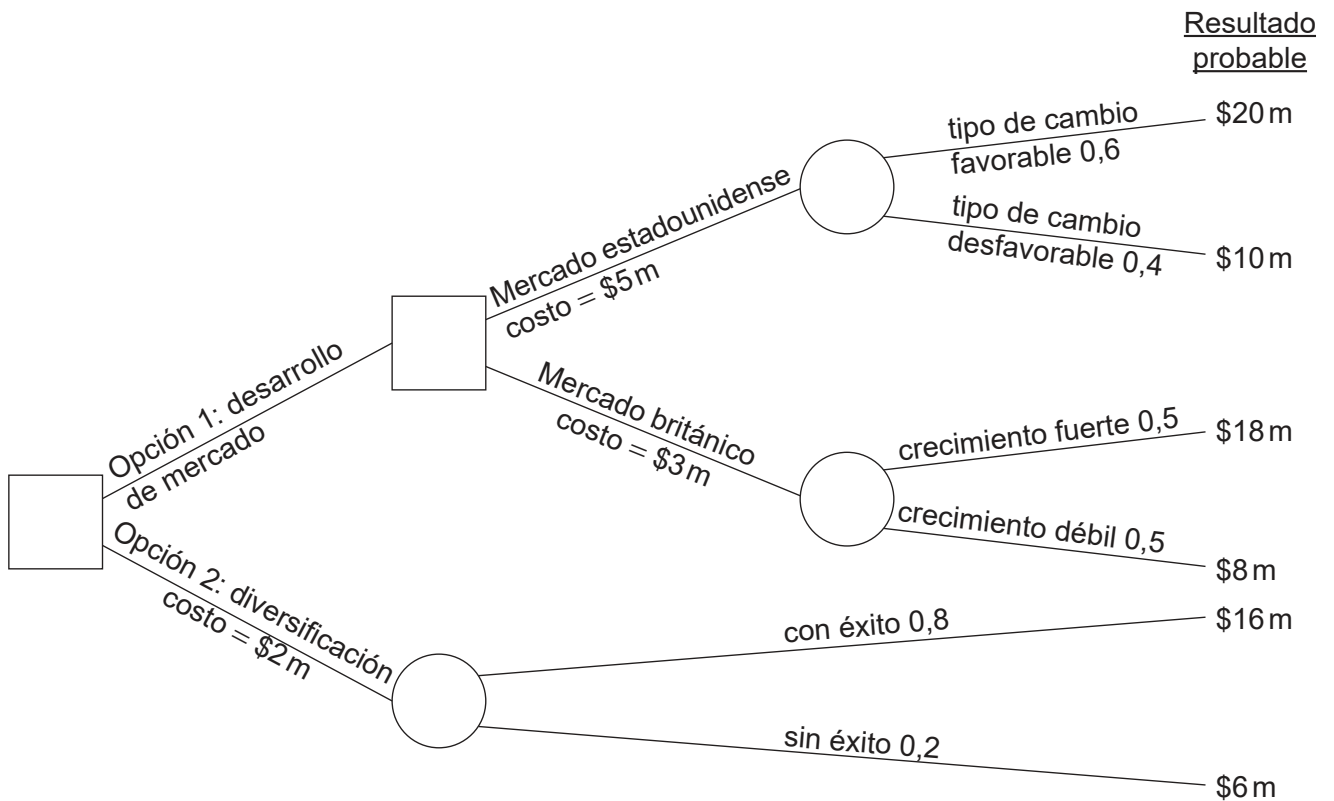 Resultado
probable
tipo de cambio
favorable 0,6
$20 m
tipo de cambio
desfavorable 0,4
$10 m
Mercado estadounidense
costo = $5 m
Mercado británico
costo = $3 m
crecimiento fuerte 0,5
$18 m
crecimiento débil 0,5
$8 m
Opción 1: desarrollo
de mercado
Opción 2: diversificación
costo = $2 m
con éxito 0,8
$16 m
sin éxito 0,2
$6 m